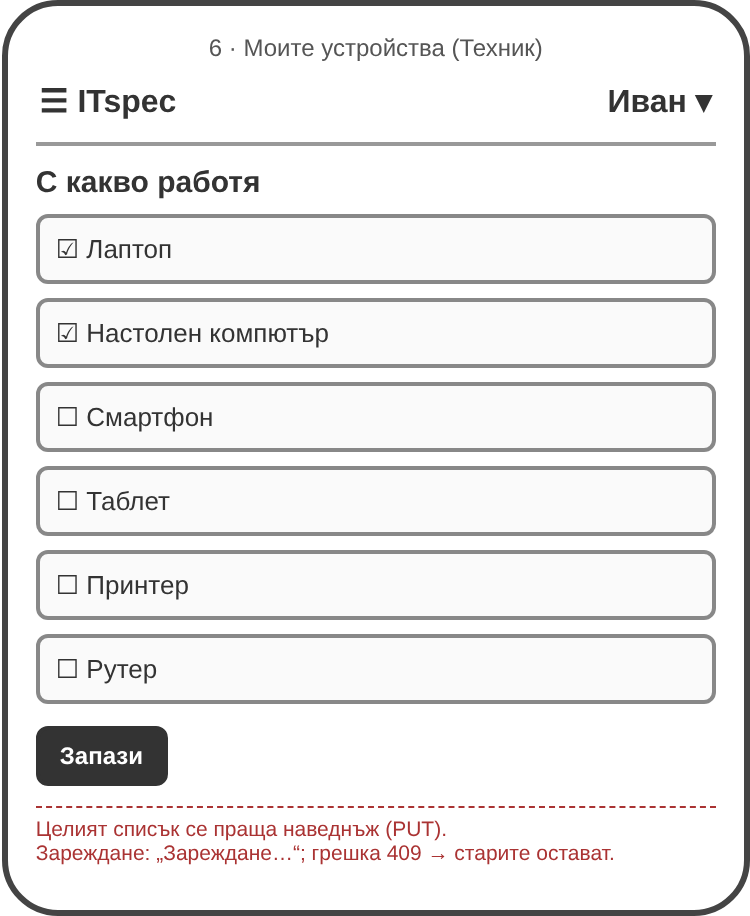 6 · Моите устройства (Техник)
☰ ITspec Иван ▾
С какво работя
☑ Лаптоп
☑ Настолен компютър
☐ Смартфон
☐ Таблет
☐ Принтер
☐ Рутер
Запази
Целият списък се праща наведнъж (PUT).
Зареждане: „Зареждане…“; грешка 409 → старите остават.